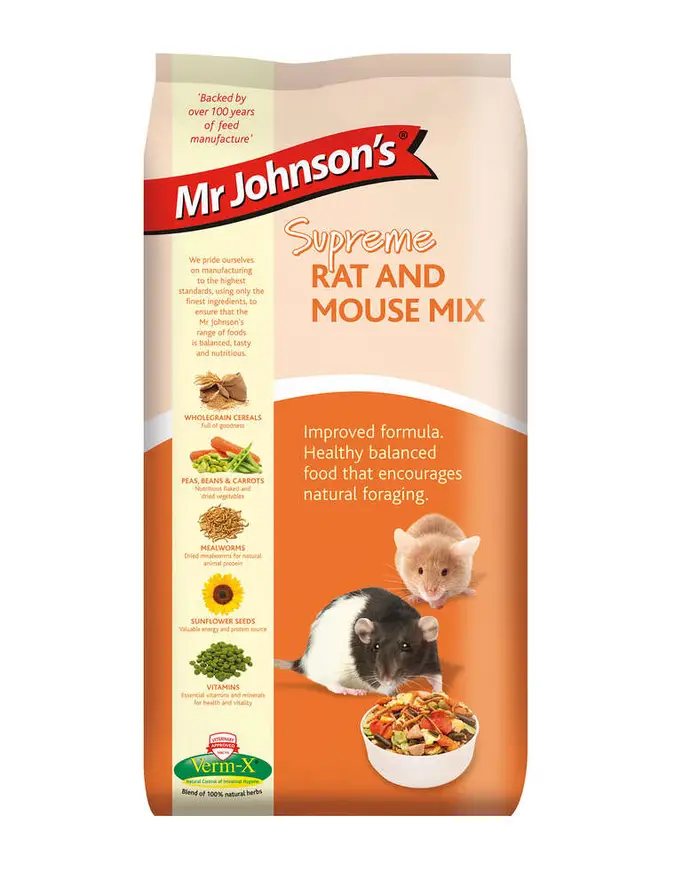 'Backed by
over 100 years
of feed
manufacture'
Mr Johnson's®
Supreme
RAT AND
MOUSE MIX
We pride ourselves
on manufacturing
to the highest
standards, using only the
finest ingredients, to
ensure that the
Mr Johnson's
range of foods
is balanced, tasty
and nutritious.
WHOLEGRAIN CEREALS
Full of goodness
PEAS, BEANS & CARROTS
Nutritious flaked and
dried vegetables
MEALWORMS
Dried mealworms for natural
animal protein
SUNFLOWER SEEDS
Valuable energy and protein source
VITAMINS
Essential vitamins and minerals
for health and vitality
Improved formula.
Healthy balanced
food that encourages
natural foraging.
VETERINARY
APPROVED
Verm-X®
Natural Control of Intestinal Hygiene
Blend of 100% natural herbs